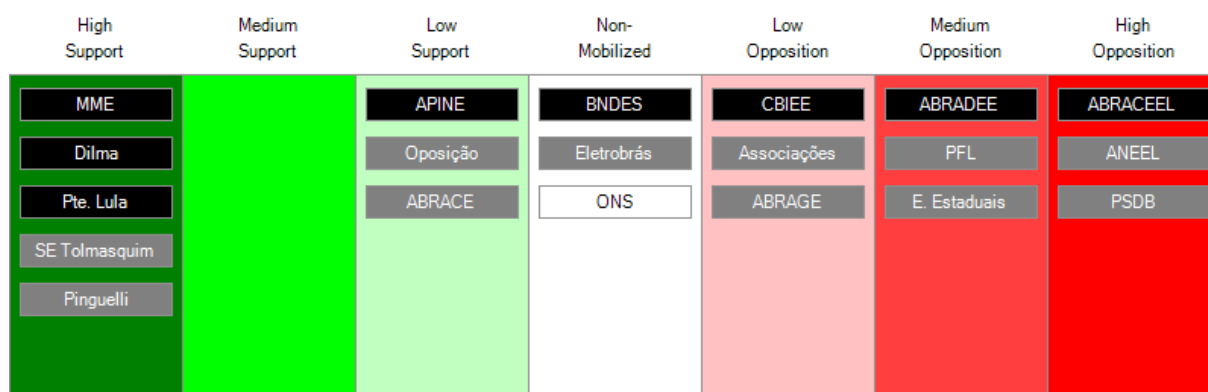 High Support
Medium Support
Low Support
Non-Mobilized
Low Opposition
Medium Opposition
High Opposition
MME
APINE
BNDES
CBIEE
ABRADEE
ABRACEEL
Dilma
Oposição
Eletrobrás
Associações
PFL
ANEEL
Pte. Lula
ABRACE
ONS
ABRAGE
E. Estaduais
PSDB
SE Tolmasquim
Pinguelli